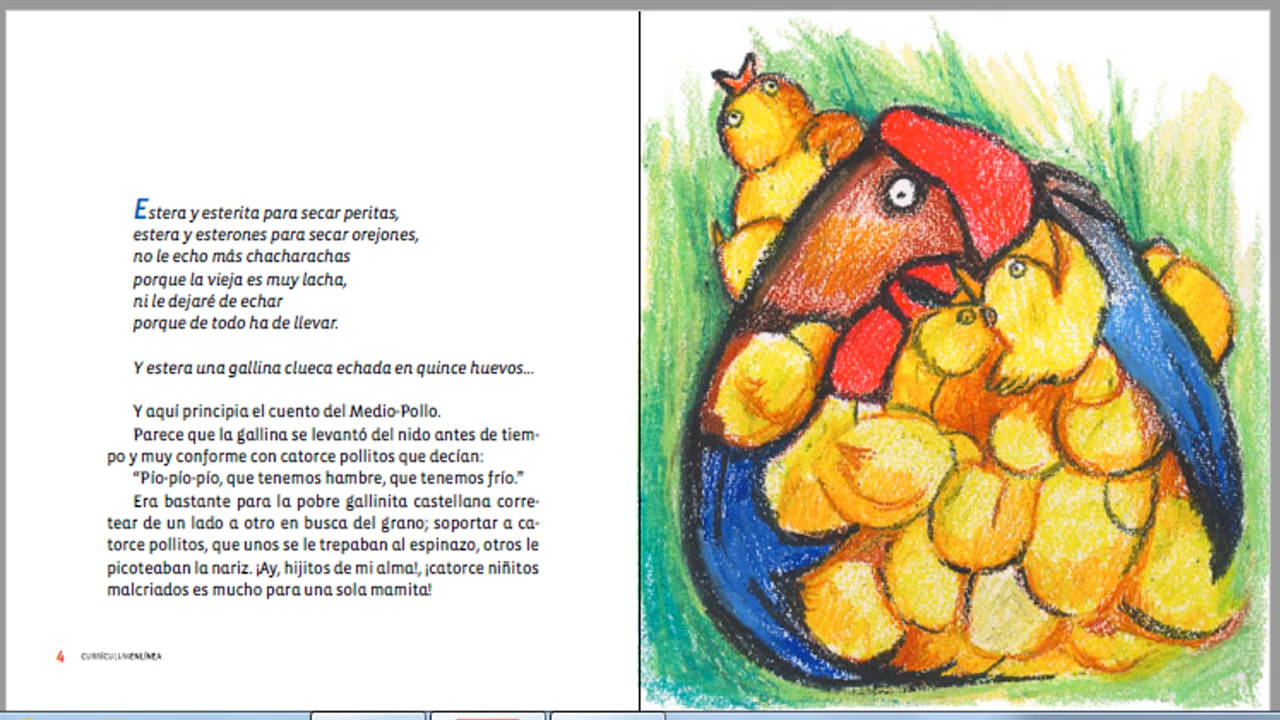 Estera y esterita para secar peritas,
estera y esterones para secar orejones,
no le echo más chacharachas
porque la vieja es muy lacha,
ni le dejaré de echar
porque de todo ha de llevar.
Y estera una gallina clueca echada en quince huevos...
Y aquí principia el cuento del Medio-Pollo.
Parece que la gallina se levantó del nido antes de tiem-
po y muy conforme con catorce pollitos que decían:
“Pío-pío-pío, que tenemos hambre, que tenemos frío.”
Era bastante para la pobre gallinita castellana corre-
tear de un lado a otro en busca del grano; soportar a ca-
torce pollitos, que unos se le trepaban al espinazo, otros le
picoteaban la nariz. ¡Ay, hijitos de mi alma!, ¡catorce niñitos
malcriados es mucho para una sola mamita!
4 CURRÍCULUMENLÍNEA